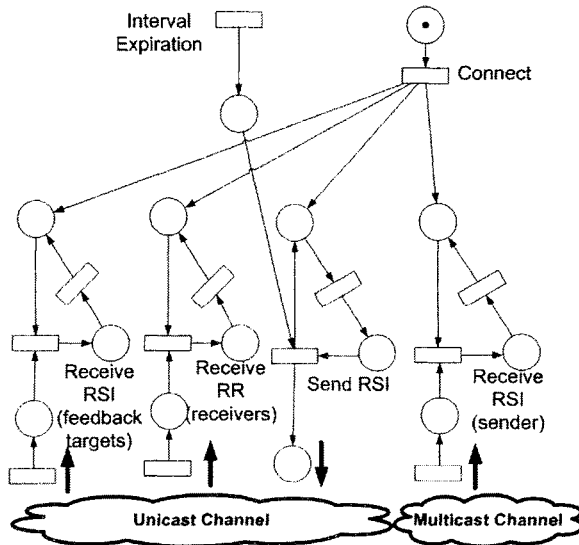 Interval
Expiration
Connect
Receive
RSI
(feedback
targets)
Receive
RR
(receivers)
Send RSI
Receive
RSI
(sender)
Unicast Channel
Multicast Channel